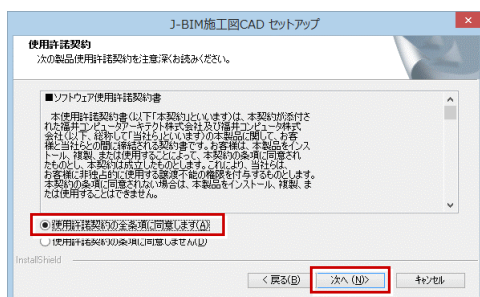 J-BIM施工図CAD セットアップ
使用許諾契約
次の製品使用許諾契約を注意深くお読みください。
■ソフトウェア使用許諾契約書
本使用許諾契約書(以下「本契約」といいます)は、本契約が添付さ
れた福井コンピュータアーキテクト株式会社及び福井コンピュータ株式
会社(以下、総称して「当社ら」といいます)の本製品に関して、お客
様と当社らとの間に締結される契約書です。お客様は、本製品をインス
トール、複製、または使用することによって、本契約の条項に同意され
たものとし、本契約は成立したものとします。これにより、当社らは、
お客様に非独占的に使用する譲渡不能の権限を付与するものとします。
本契約の条項に同意されない場合は、本製品をインストール、複製、ま
たは使用することはできません。
使用許諾契約の全条項に同意します(A)
使用許諾契約の条項に同意しません(D)
InstallShield
< 戻る(B)
次へ (N)>
キャンセル